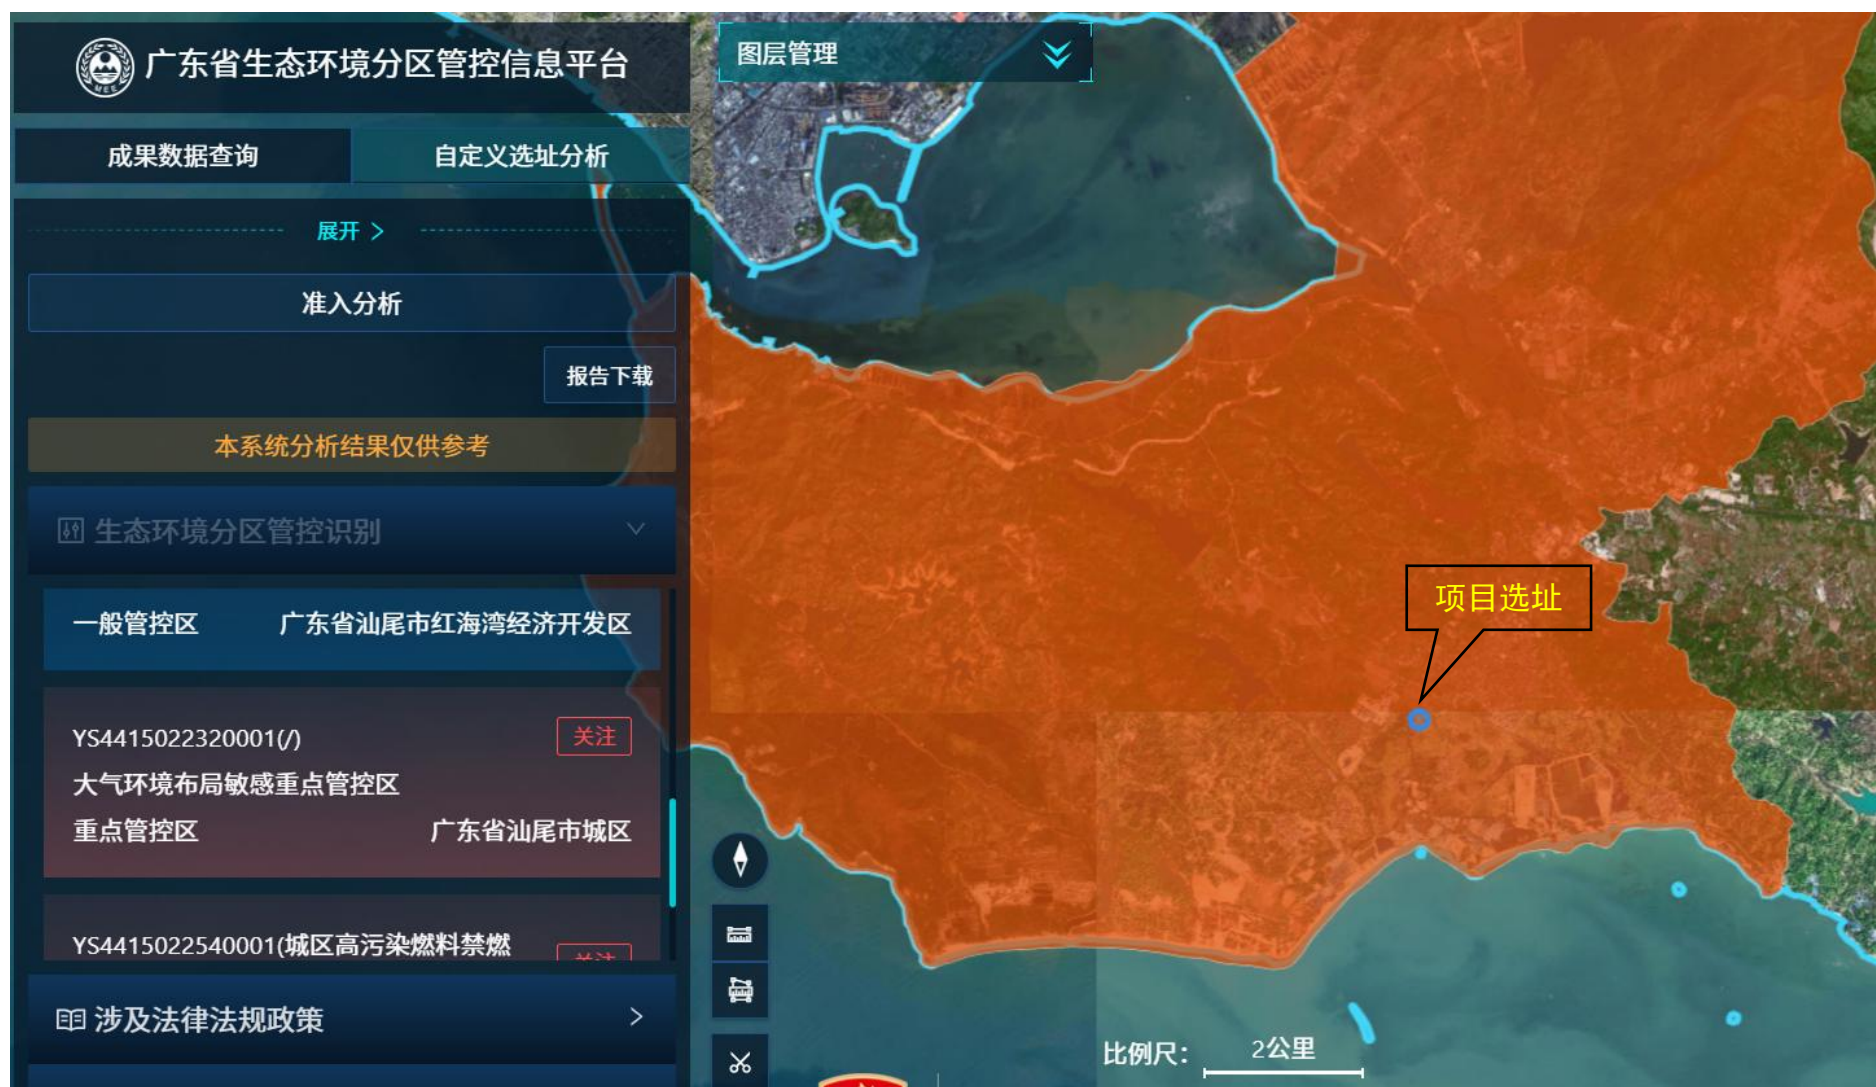 广东省生态环境分区管控信息平台
MEE
图层管理
成果数据查询
自定义选址分析
展开 >
准入分析
报告下载
本系统分析结果仅供参考
生态环境分区管控识别
一般管控区 广东省汕尾市红海湾经济开发区
YS4415022320001(/) 关注
大气环境布局敏感重点管控区
重点管控区 广东省汕尾市城区
YS4415022540001(城区高污染燃料禁燃 关注
涉及法律法规政策 >
项目选址
比例尺： 2公里